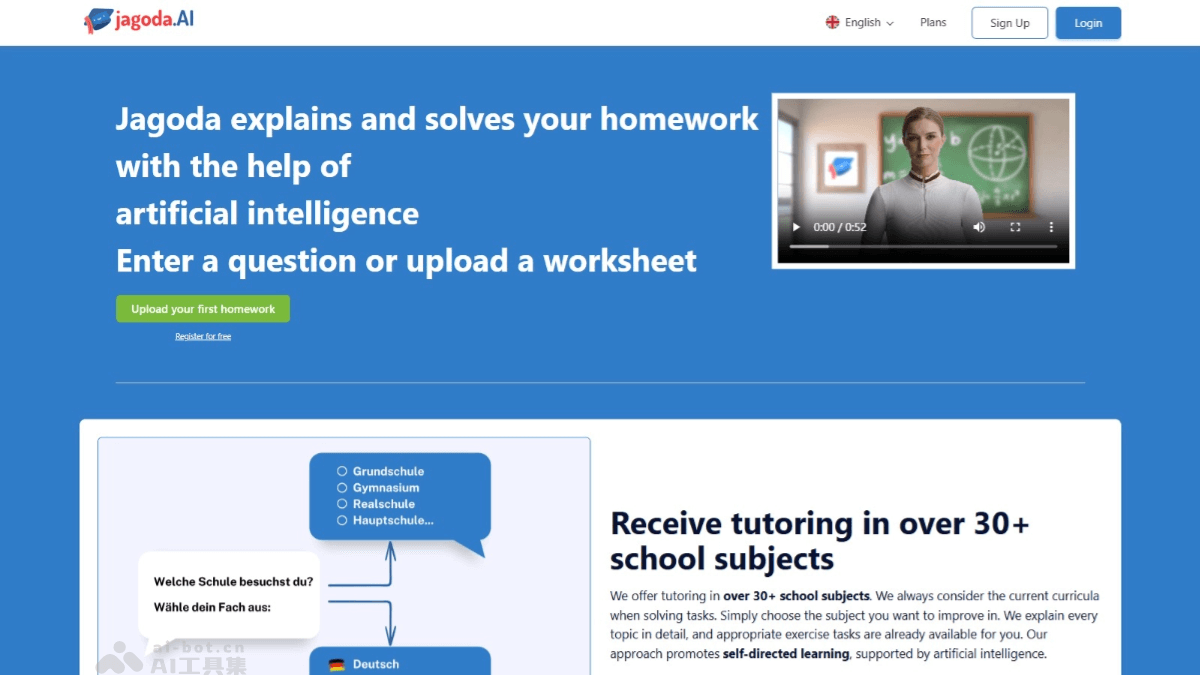 jagoda.AI
English
Plans
Sign Up
Login
Jagoda explains and solves your homework
with the help of
artificial intelligence
Enter a question or upload a worksheet
Upload your first homework
Register for free
0:00 / 0:52
Grundschule
Gymnasium
Realschule
Hauptschule...
Welche Schule besuchst du?
Wähle dein Fach aus:
Deutsch
Receive tutoring in over 30+
school subjects
We offer tutoring in over 30+ school subjects. We always consider the current curricula
when solving tasks. Simply choose the subject you want to improve in. We explain every
topic in detail, and appropriate exercise tasks are already available for you. Our
approach promotes self-directed learning, supported by artificial intelligence.
ai-bot.cn
AI工具集